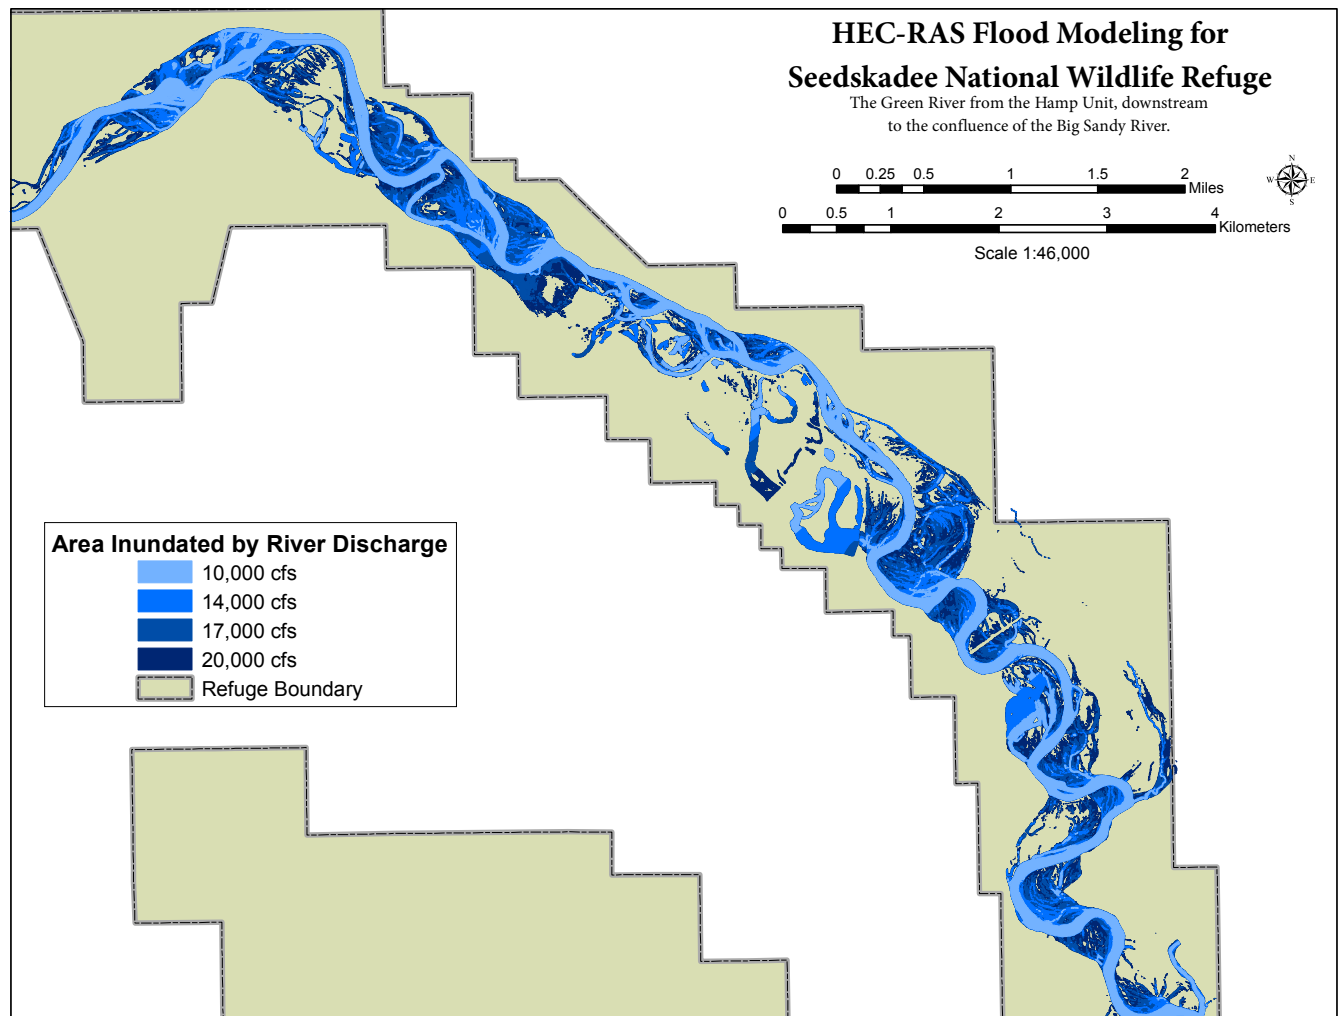 HEC-RAS Flood Modeling for
Seedskadee National Wildlife Refuge
The Green River from the Hamp Unit, downstream
to the confluence of the Big Sandy River.
0 0.25 0.5 1 1.5 2
Miles
0 0.5 1 2 3 4
Kilometers
Scale 1:46,000
N
W E
S
Area Inundated by River Discharge
10,000 cfs
14,000 cfs
17,000 cfs
20,000 cfs
Refuge Boundary